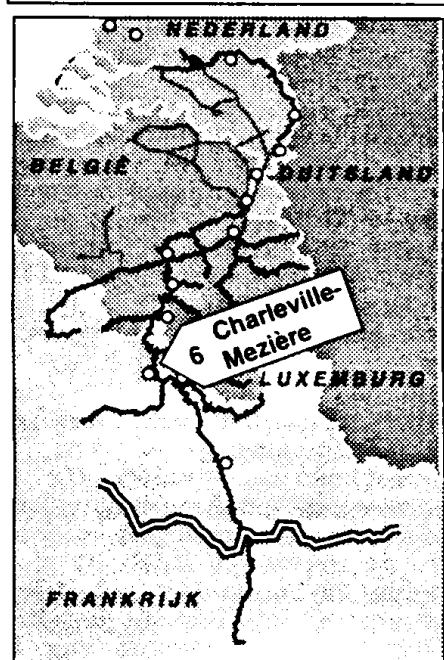 NEDERLAND
BELGIË
DUITSLAND
6 Charleville-
Mezière
LUXEMBURG
FRANKRIJK